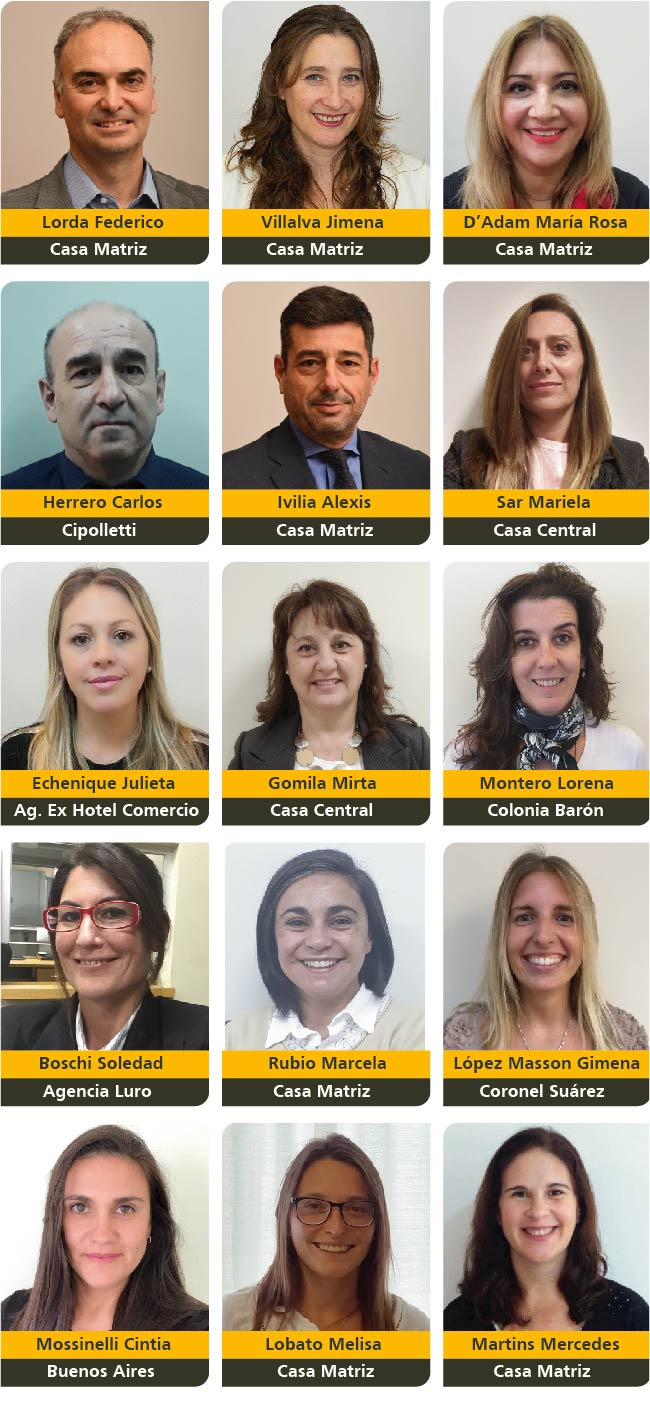 Lorda Federico
Casa Matriz
Villalva Jimena
Casa Matriz
D’Adam María Rosa
Casa Matriz
Herrero Carlos
Cipolletti
Ivilia Alexis
Casa Matriz
Sar Mariela
Casa Central
Echenique Julieta
Ag. Ex Hotel Comercio
Gomila Mirta
Casa Central
Montero Lorena
Colonia Barón
Boschi Soledad
Agencia Luro
Rubio Marcela
Casa Matriz
López Masson Gimena
Coronel Suárez
Mossinelli Cintia
Buenos Aires
Lobato Melisa
Casa Matriz
Martins Mercedes
Casa Matriz